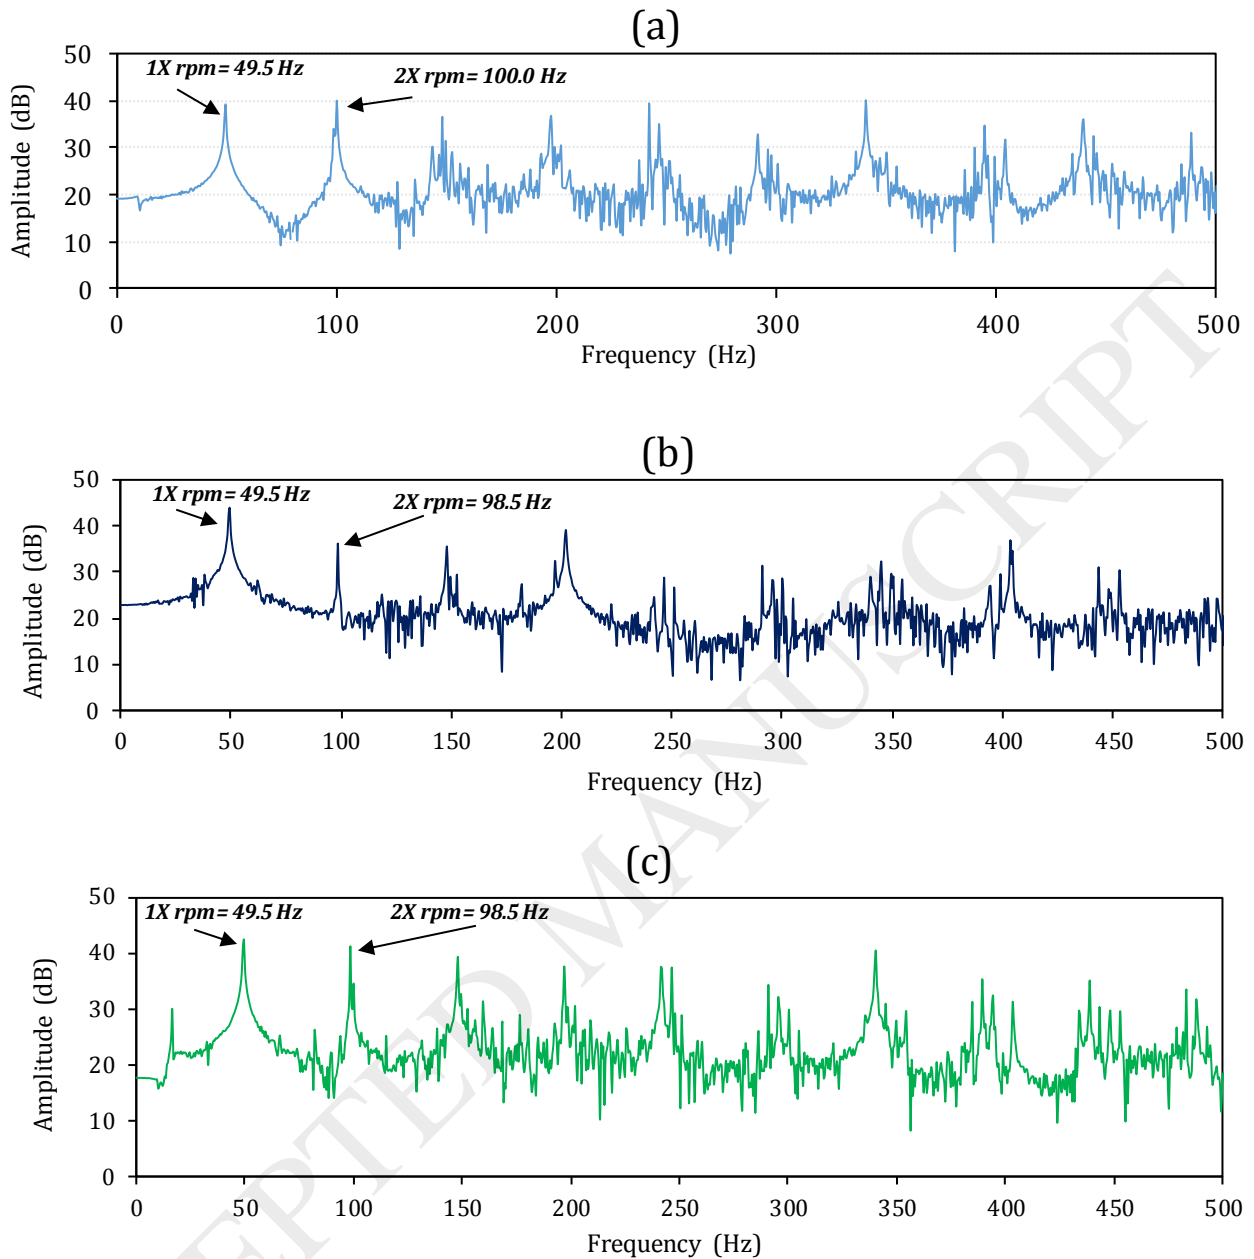 (a)
1X rpm= 49.5 Hz
2X rpm= 100.0 Hz
50
40
30
20
10
0
Amplitude (dB)
0 100 200 300 400 500
Frequency (Hz)
(b)
1X rpm= 49.5 Hz
2X rpm= 98.5 Hz
50
40
30
20
10
0
Amplitude (dB)
0 50 100 150 200 250 300 350 400 450 500
Frequency (Hz)
(c)
1X rpm= 49.5 Hz
2X rpm= 98.5 Hz
50
40
30
20
10
0
Amplitude (dB)
0 50 100 150 200 250 300 350 400 450 500
Frequency (Hz)
EPTED MANUSCRIPT